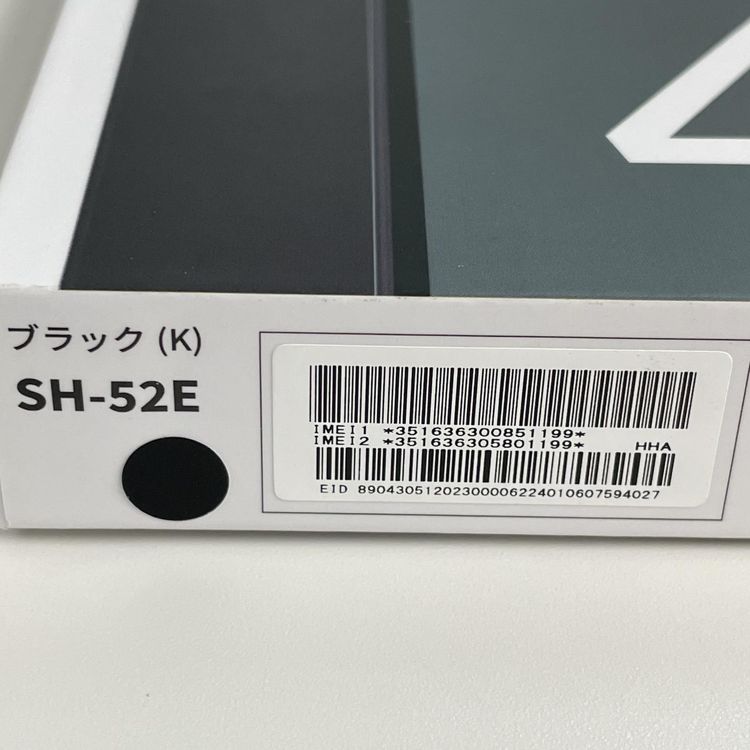 ブラック (K)
SH-52E
IMEI1 *351636300851199*
IMEI2 *351636305801199* HHA
EID 89043051202300006224010607594027